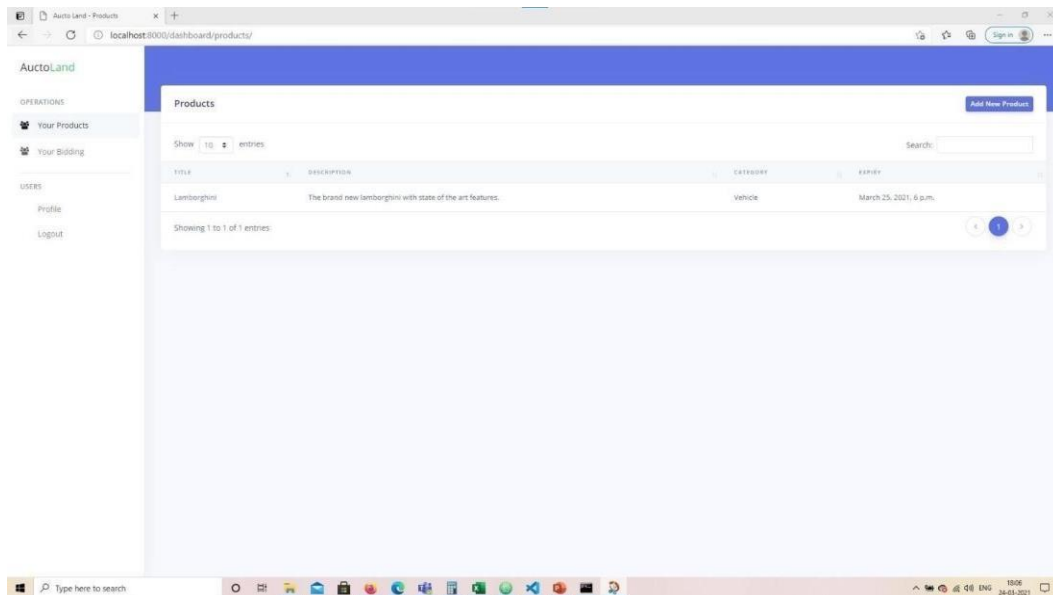 Aucto Land - Products
localhost:8000/dashboard/products/
Sign in
AuctoLand
OPERATIONS
Your Products
Your Bidding
USERS
Profile
Logout
Products
Add New Product
Show 10 entries
Search:
TITLE DESCRIPTION CATEGORY EXPIRY
Lamborghini The brand new lamborghini with state of the art features. Vehicle March 25, 2021, 6 p.m.
Showing 1 to 1 of 1 entries
1
Type here to search
ENG
18:06
24-03-2021